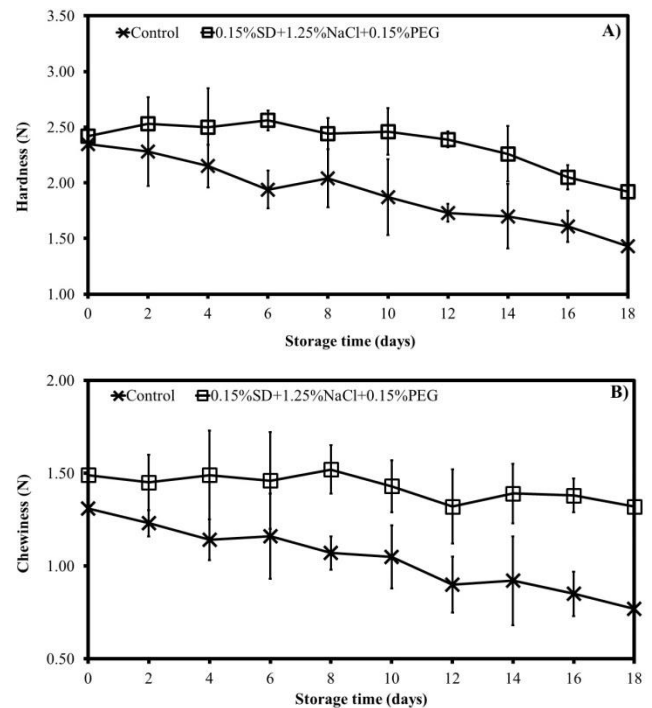 3.50
Control 0.15%SD+1.25%NaCl+0.15%PEG A)
3.00
2.50
2.00
1.50
1.00
Hardness (N)
0 2 4 6 8 10 12 14 16 18
Storage time (days)
2.00
Control 0.15%SD+1.25%NaCl+0.15%PEG B)
1.50
1.00
0.50
Chewiness (N)
0 2 4 6 8 10 12 14 16 18
Storage time (days)